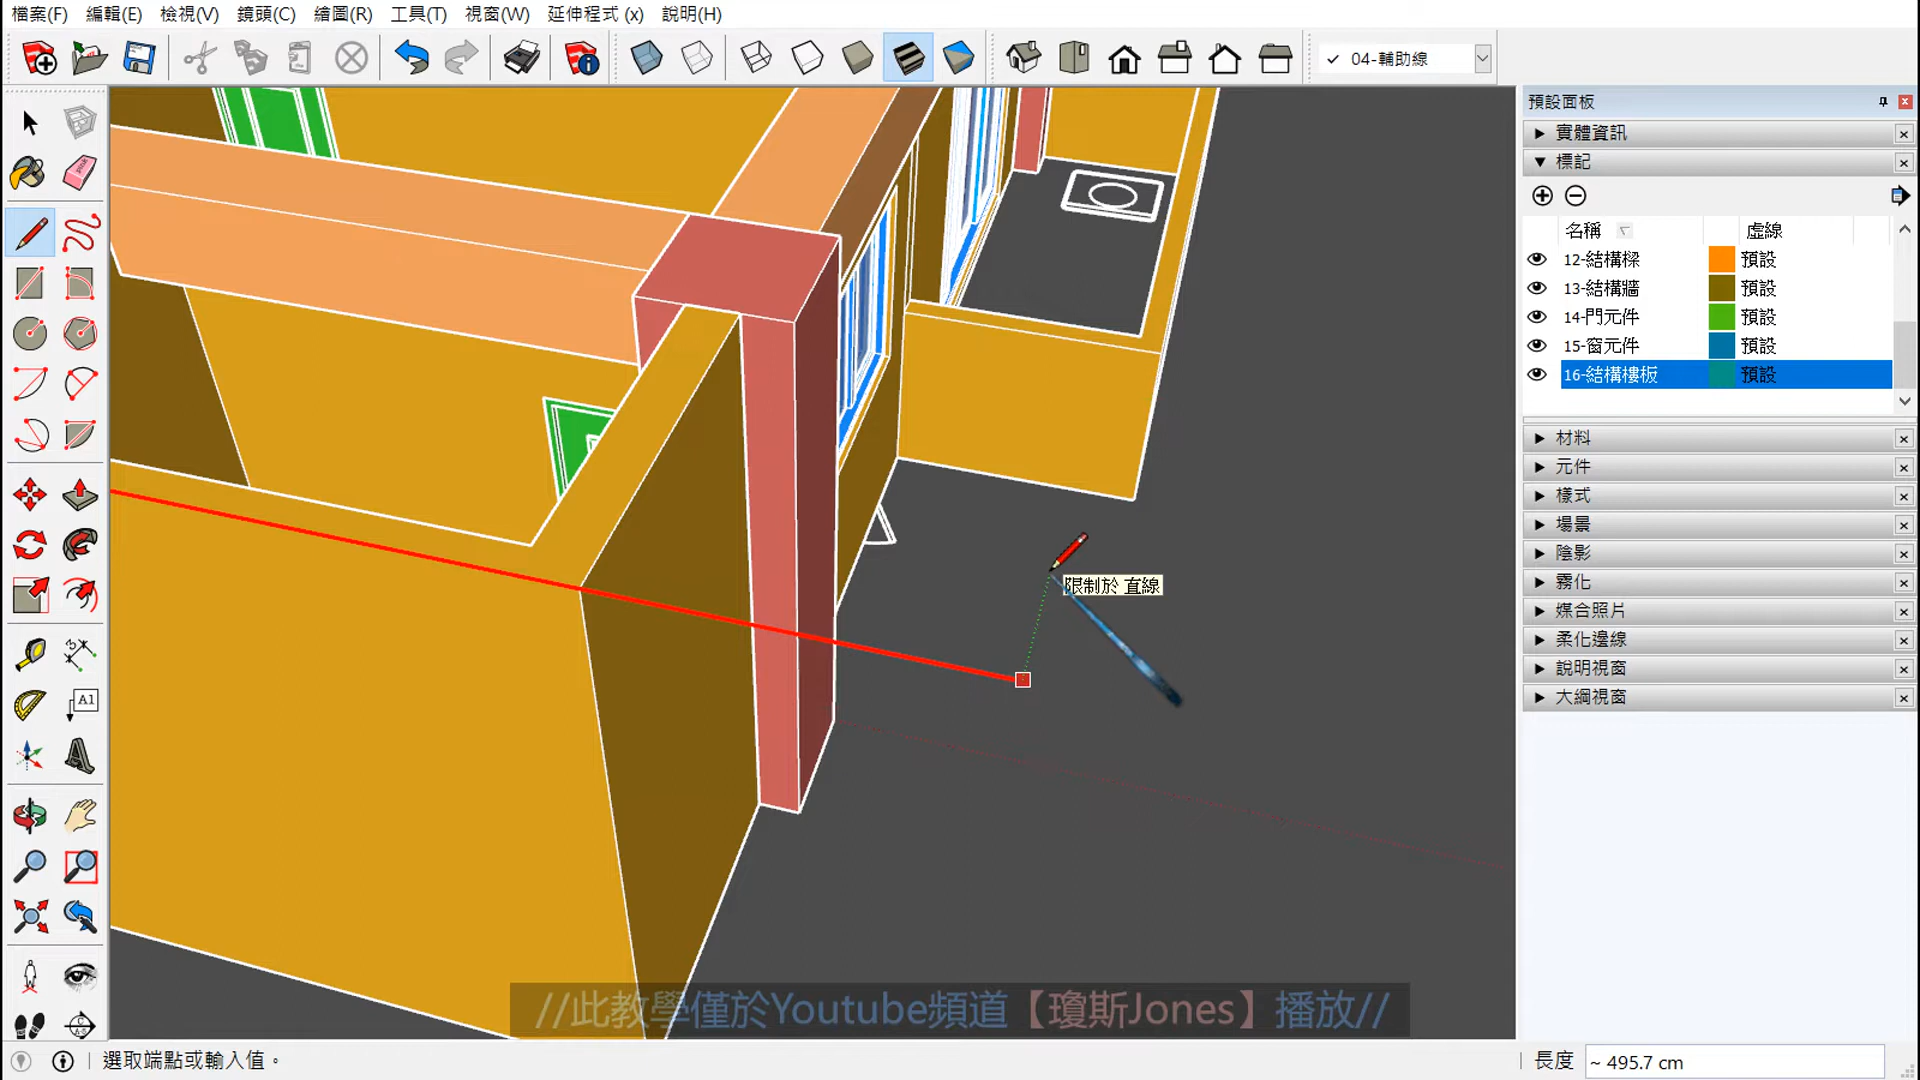 檔案(F) 編輯(E) 檢視(V) 鏡頭(C) 繪圖(R) 工具(T) 視窗(W) 延伸程式 (x) 說明(H)
✓ 04-輔助線
預設面板
實體資訊
標記
名稱 虛線
12-結構樑 預設
13-結構牆 預設
14-門元件 預設
15-窗元件 預設
16-結構樓板 預設
材料
元件
樣式
場景
陰影
霧化
媒合照片
柔化邊線
說明視窗
大綱視窗
A1
限制於 直線
//此教學僅於Youtube頻道【瓊斯Jones】播放//
選取端點或輸入值。
長度 ~ 495.7 cm